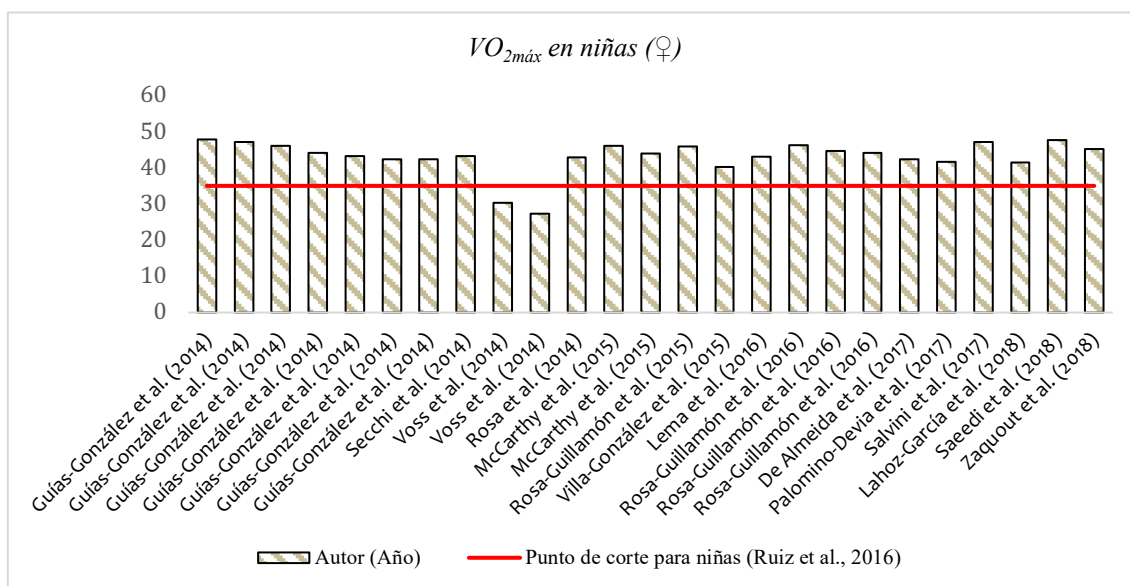 VO2máx en niñas (♀)
60
50
40
30
20
10
0
Guías-González et al. (2014)
Guías-González et al. (2014)
Guías-González et al. (2014)
Guías-González et al. (2014)
Guías-González et al. (2014)
Guías-González et al. (2014)
Guías-González et al. (2014)
Secchi et al. (2014)
Voss et al. (2014)
Voss et al. (2014)
Rosa et al. (2014)
McCarthy et al. (2015)
McCarthy et al. (2015)
Rosa-Guillamón et al. (2015)
Villa-González et al. (2015)
Lema et al. (2016)
Rosa-Guillamón et al. (2016)
Rosa-Guillamón et al. (2016)
Rosa-Guillamón et al. (2016)
De Almeida et al. (2017)
Palomino-Devia et al. (2017)
Salvini et al. (2017)
Lahoz-García et al. (2018)
Saeedi et al. (2018)
Zaqout et al. (2018)
Autor (Año)
Punto de corte para niñas (Ruiz et al., 2016)